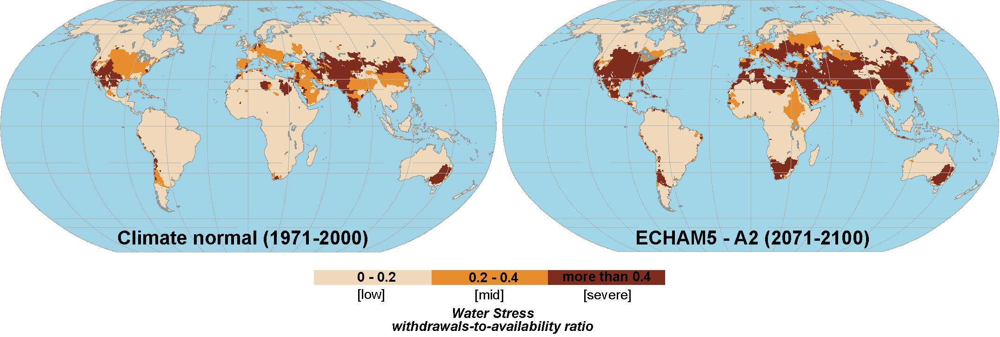 Climate normal (1971-2000)
ECHAM5 - A2 (2071-2100)
0 - 0.2
0.2 - 0.4
more than 0.4
[low]
[mid]
[severe]
Water Stress
withdrawals-to-availability ratio